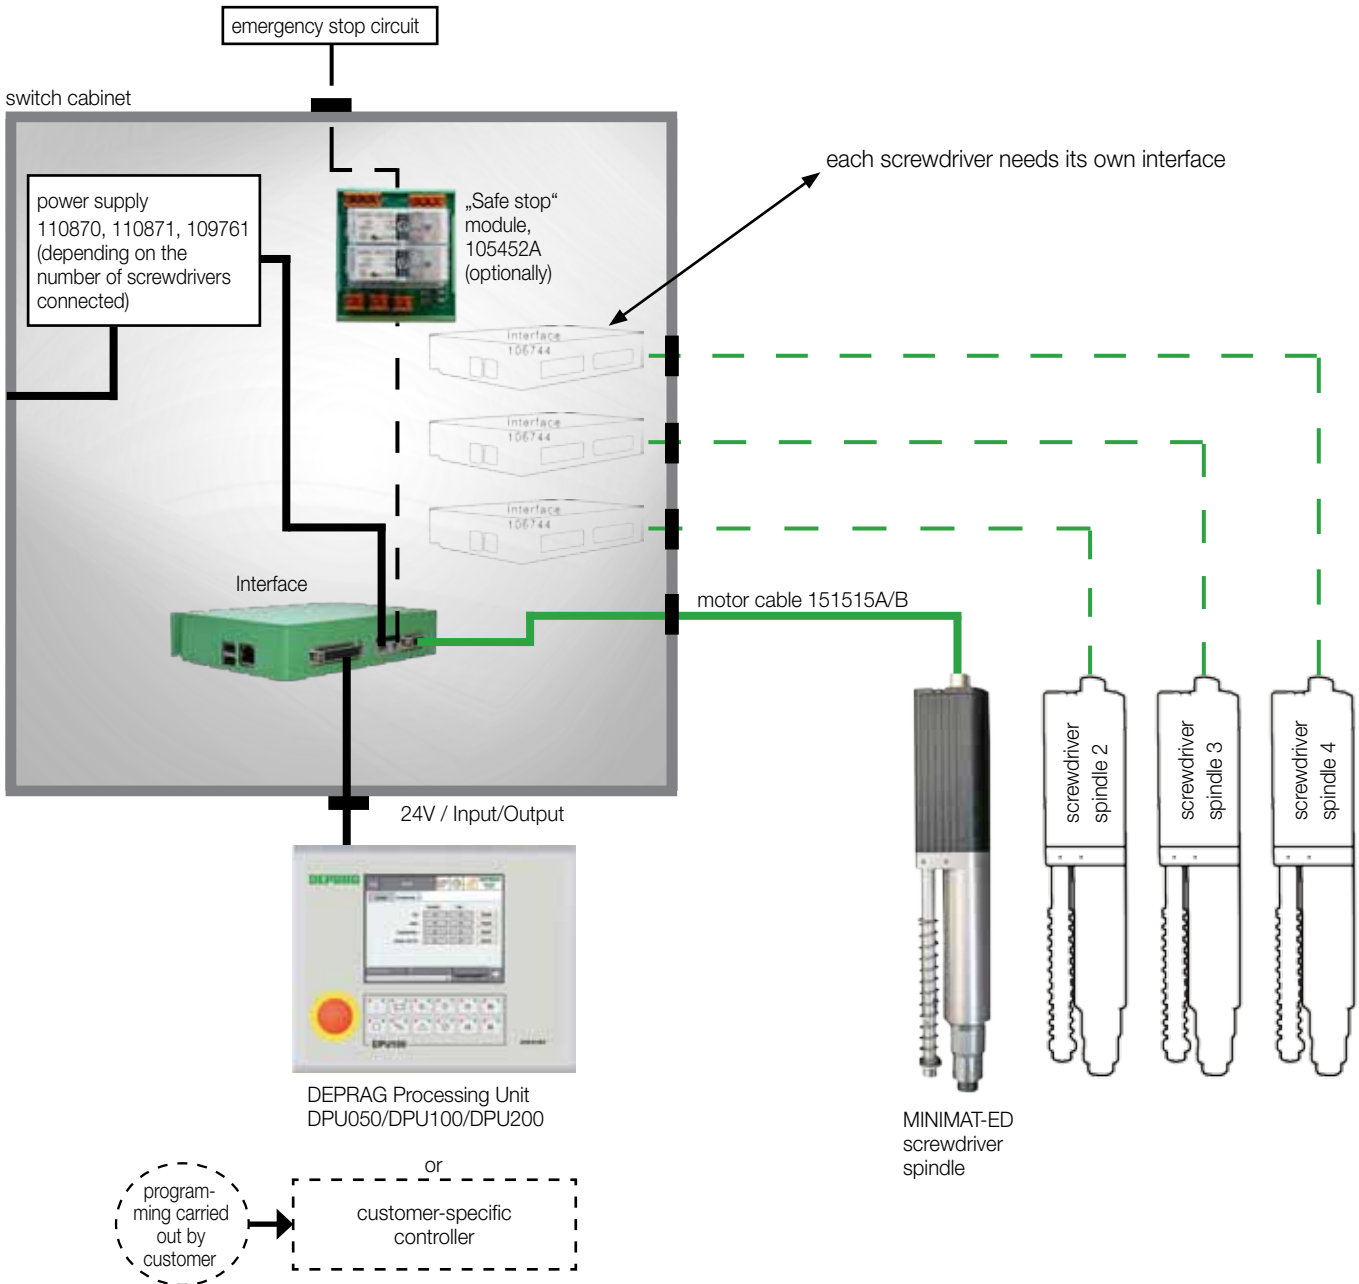 emergency stop circuit
switch cabinet
each screwdriver needs its own interface
power supply
110870, 110871, 109761
(depending on the
number of screwdrivers
connected)
„Safe stop“
module,
105452A
(optionally)
Interface
106744
Interface
106744
Interface
106744
Interface
motor cable 151515A/B
screwdriver
spindle 2
screwdriver
spindle 3
screwdriver
spindle 4
24V / Input/Output
DEPRAG
DPU100
DEPRAG Processing Unit
DPU050/DPU100/DPU200
MINIMAT-ED
screwdriver
spindle
or
program-
ming carried
out by
customer
customer-specific
controller